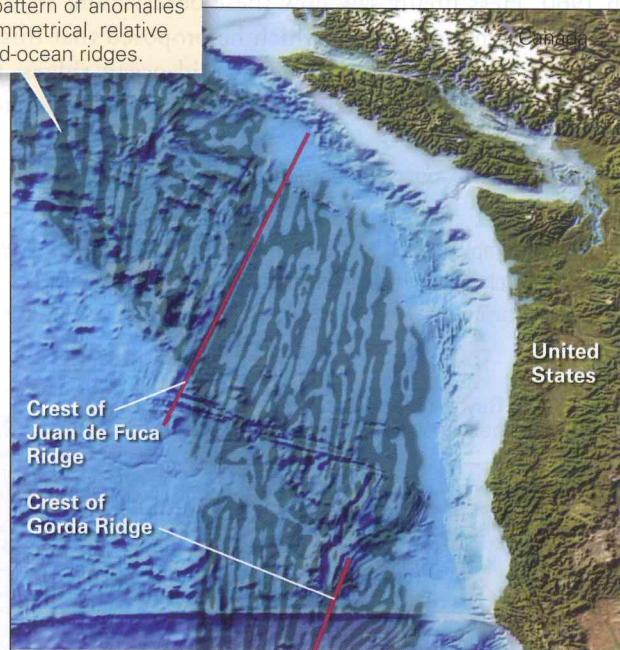 pattern of anomalies
mmetrical, relative
d-ocean ridges.
Canada
United
States
Crest of
Juan de Fuca
Ridge
Crest of
Gorda Ridge